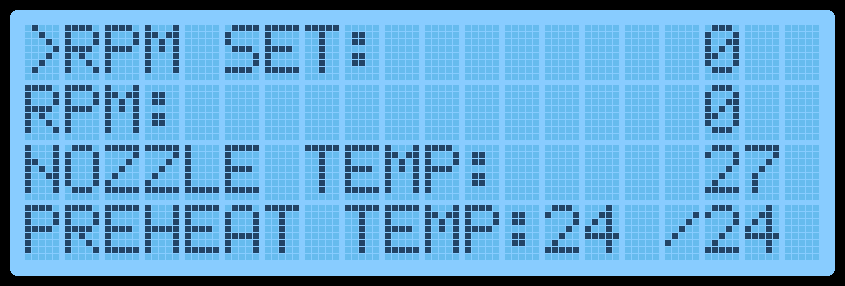 >RPM SET:        0
RPM:             0
NOZZLE TEMP:     27
PREHEAT TEMP:24 /24